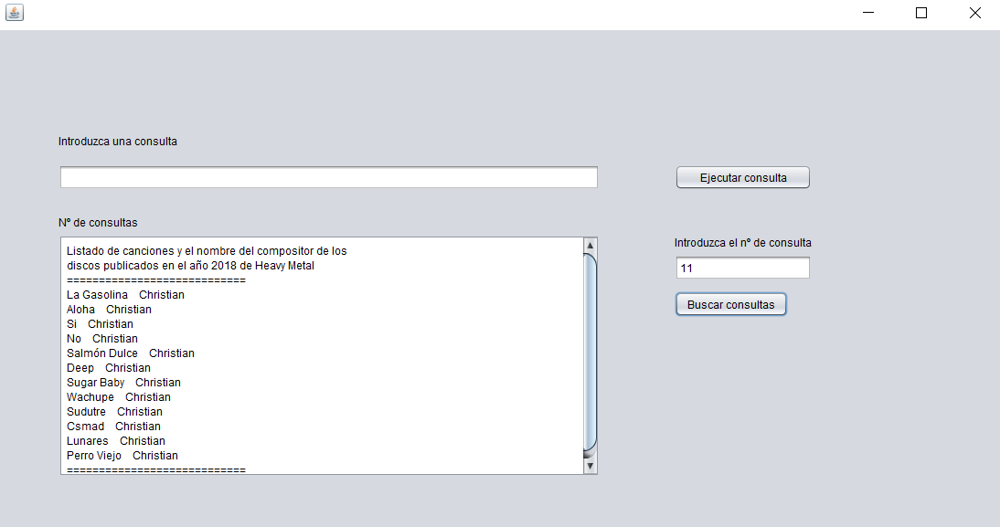 Introduzca una consulta
Ejecutar consulta
Nº de consultas
Introduzca el nº de consulta
11
Buscar consultas
Listado de canciones y el nombre del compositor de los
discos publicados en el año 2018 de Heavy Metal
============================
La Gasolina Christian
Aloha Christian
Si Christian
No Christian
Salmón Dulce Christian
Deep Christian
Sugar Baby Christian
Wachupe Christian
Sudutre Christian
Csmad Christian
Lunares Christian
Perro Viejo Christian
============================